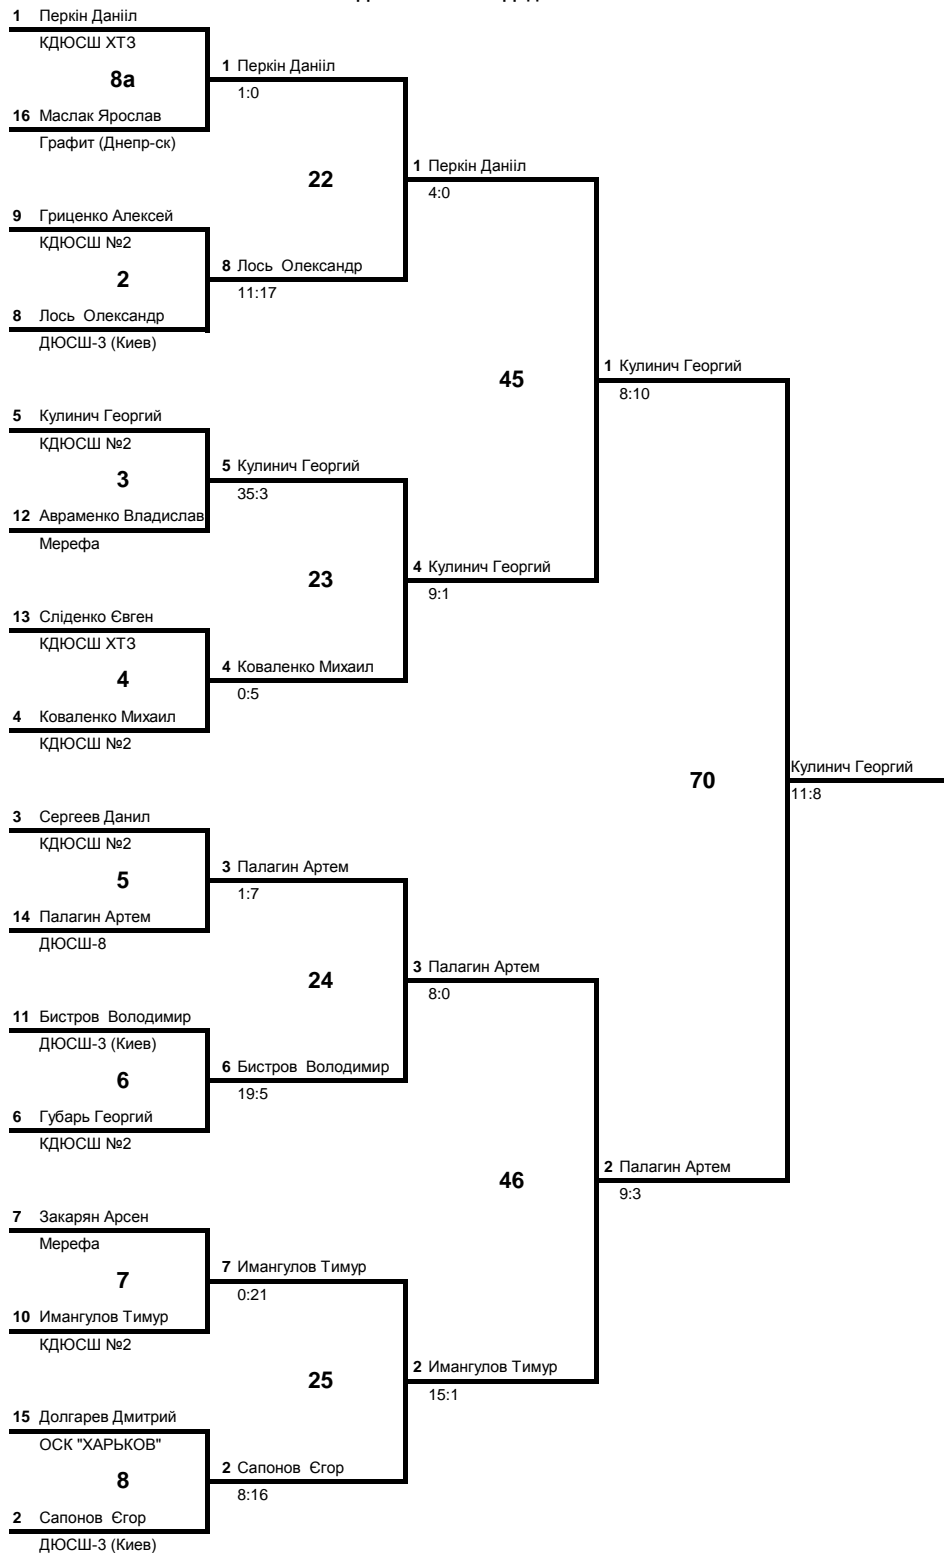 1 Перкін Данііл
КДЮСШ ХТЗ
8а
16 Маслак Ярослав
Графит (Днепр-ск)
9 Гриценко Алексей
КДЮСШ №2
2
8 Лось Олександр
ДЮСШ-3 (Киев)
5 Кулинич Георгий
КДЮСШ №2
3
12 Авраменко Владислав
Мерефа
13 Сліденко Євген
КДЮСШ ХТЗ
4
4 Коваленко Михаил
КДЮСШ №2
3 Сергеев Данил
КДЮСШ №2
5
14 Палагин Артем
ДЮСШ-8
11 Бистров Володимир
ДЮСШ-3 (Киев)
6
6 Губарь Георгий
КДЮСШ №2
7 Закарян Арсен
Мерефа
7
10 Имангулов Тимур
КДЮСШ №2
15 Долгарев Дмитрий
ОСК "ХАРЬКОВ"
8
2 Сапонов Єгор
ДЮСШ-3 (Киев)
1 Перкін Данііл
1:0
22
8 Лось Олександр
11:17
5 Кулинич Георгий
35:3
23
4 Коваленко Михаил
0:5
3 Палагин Артем
1:7
24
6 Бистров Володимир
19:5
7 Имангулов Тимур
0:21
25
2 Сапонов Єгор
8:16
1 Перкін Данііл
4:0
45
4 Кулинич Георгий
9:1
3 Палагин Артем
8:0
46
2 Имангулов Тимур
15:1
1 Кулинич Георгий
8:10
70
2 Палагин Артем
9:3
Кулинич Георгий
11:8